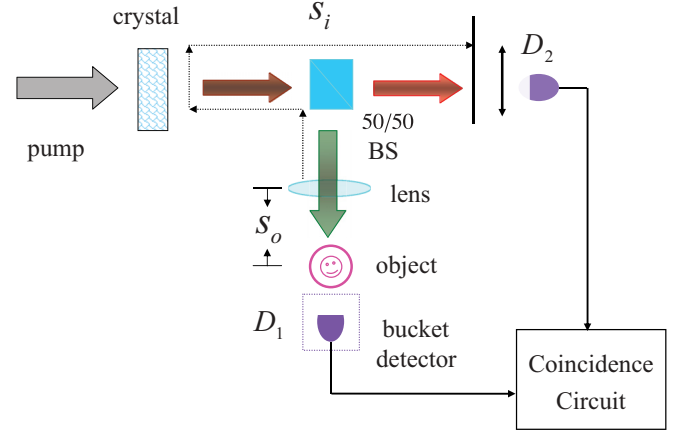 crystal
S_i
D_2
50/50
BS
pump
lens
S_o
object
D_1
bucket
detector
Coincidence
Circuit